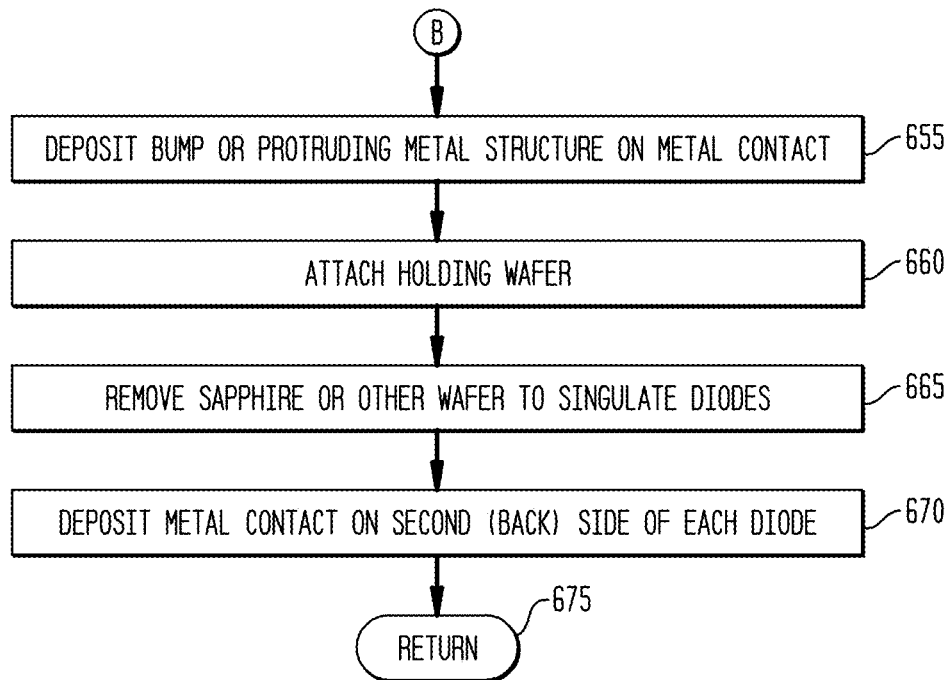 B
DEPOSIT BUMP OR PROTRUDING METAL STRUCTURE ON METAL CONTACT
655
ATTACH HOLDING WAFER
660
REMOVE SAPPHIRE OR OTHER WAFER TO SINGULATE DIODES
665
DEPOSIT METAL CONTACT ON SECOND (BACK) SIDE OF EACH DIODE
670
675
RETURN